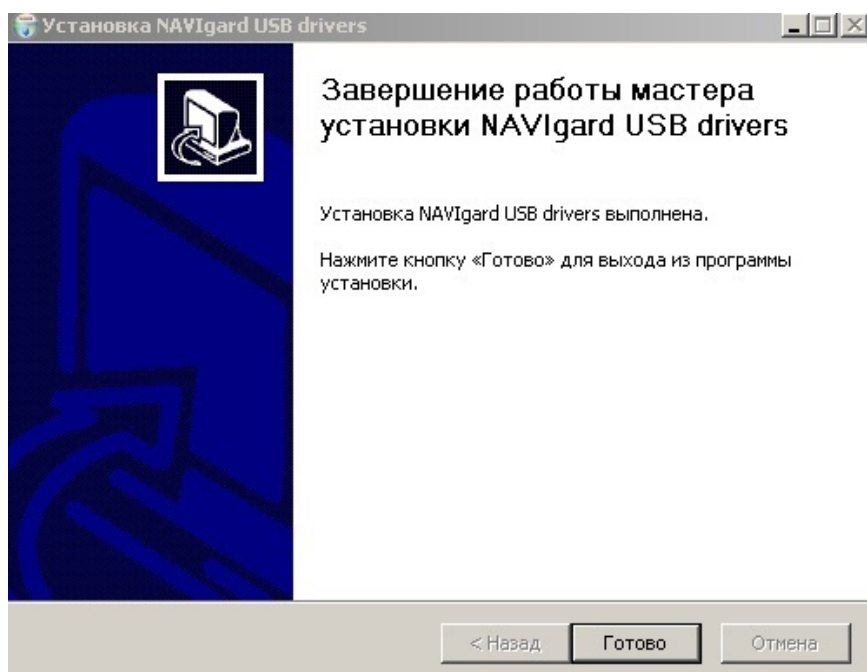 Установка NAVIgard USB drivers
Завершение работы мастера
установки NAVIgard USB drivers
Установка NAVIgard USB drivers выполнена.
Нажмите кнопку «Готово» для выхода из программы
установки.
< Назад Готово Отмена